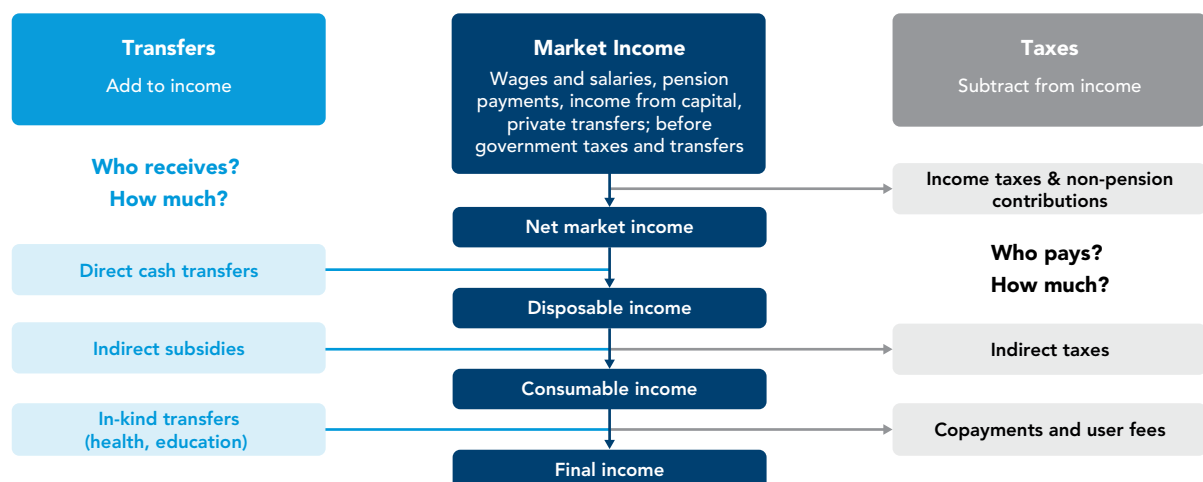 Transfers
Add to income
Market Income
Wages and salaries, pension
payments, income from capital,
private transfers; before
government taxes and transfers
Taxes
Subtract from income
Who receives?
How much?
Income taxes & non-pension
contributions
Net market income
Who pays?
How much?
Direct cash transfers
Disposable income
Indirect subsidies
Indirect taxes
Consumable income
In-kind transfers
(health, education)
Copayments and user fees
Final income